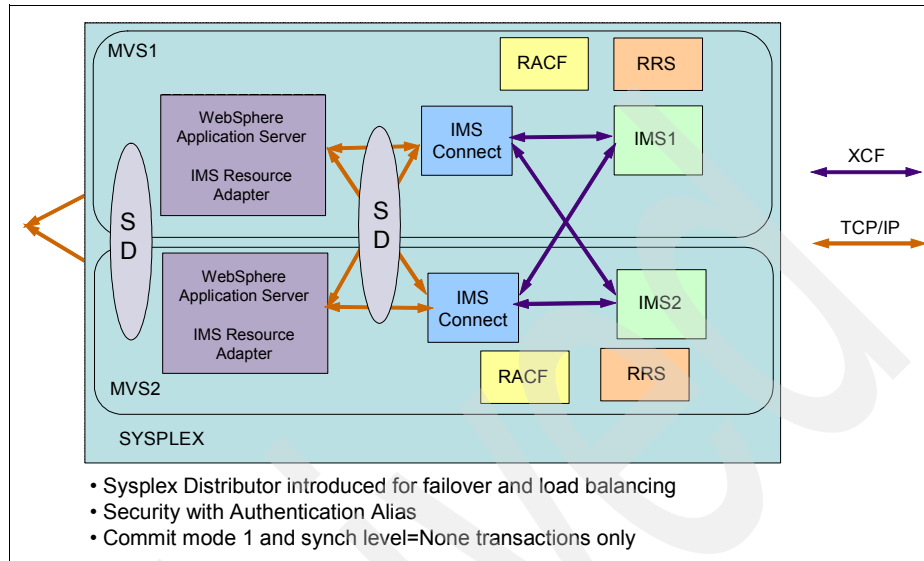 MVS1
RACF
RRS
WebSphere
Application Server
IMS Resource
Adapter
IMS
Connect
IMS1
XCF
S
D
S
D
TCP/IP
WebSphere
Application Server
IMS Resource
Adapter
IMS
Connect
IMS2
RACF
RRS
MVS2
SYSPLEX
• Sysplex Distributor introduced for failover and load balancing
• Security with Authentication Alias
• Commit mode 1 and synch level=None transactions only